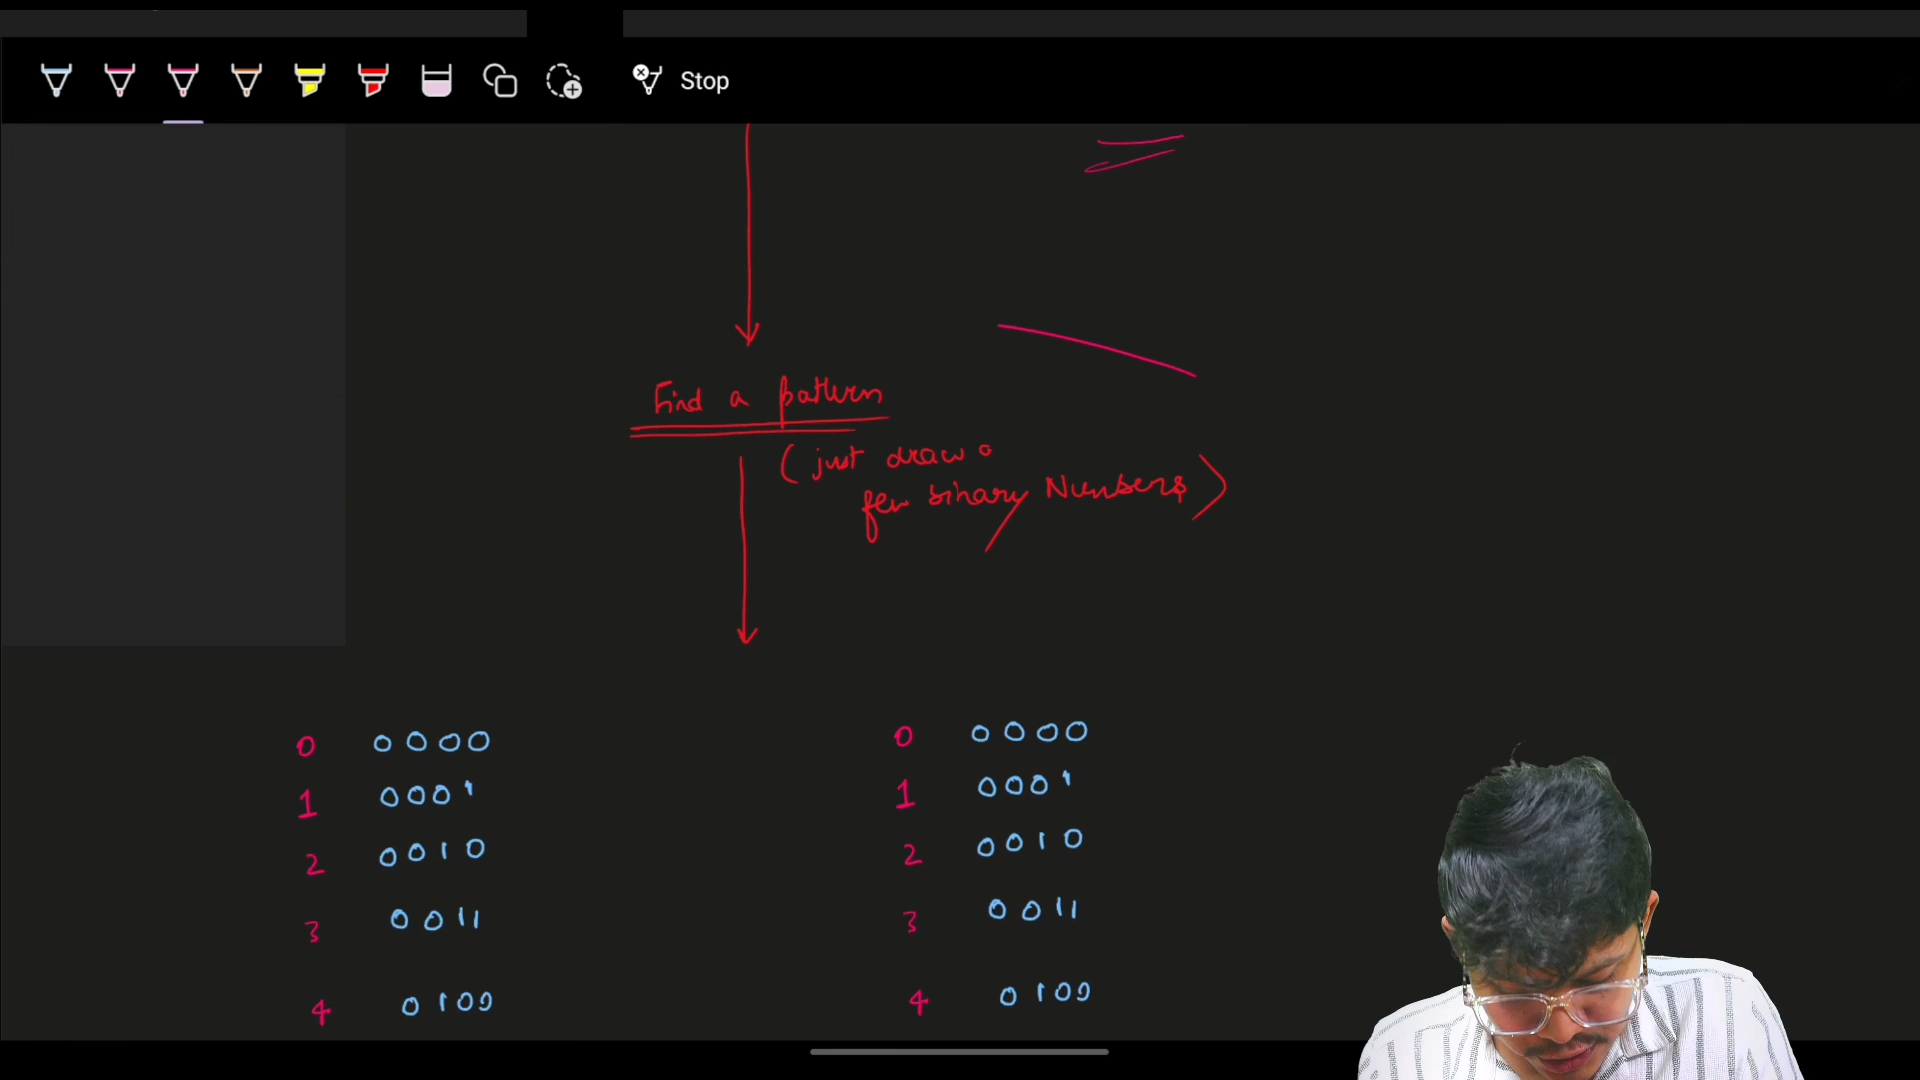 Stop
Find a pattern
(just draw a
few binary Numbers)
0 0000
1 0001
2 0010
3 0011
4 0100
0 0000
1 0001
2 0010
3 0011
4 0100